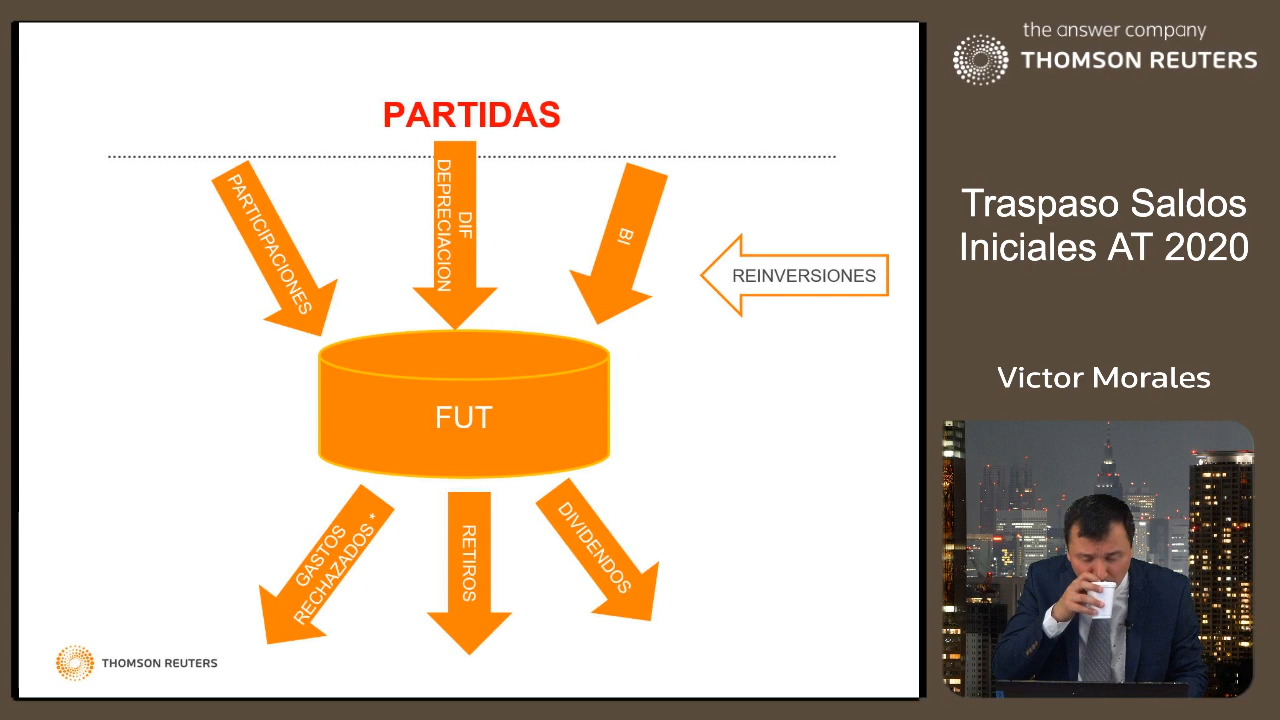 PARTIDAS
PARTICIPACIONES
DIF
DEPRECIACION
BI
REINVERSIONES
FUT
GASTOS
RECHAZADOS *
RETIROS
DIVIDENDOS
THOMSON REUTERS
the answer company
THOMSON REUTERS
Traspaso Saldos
Iniciales AT 2020
Victor Morales